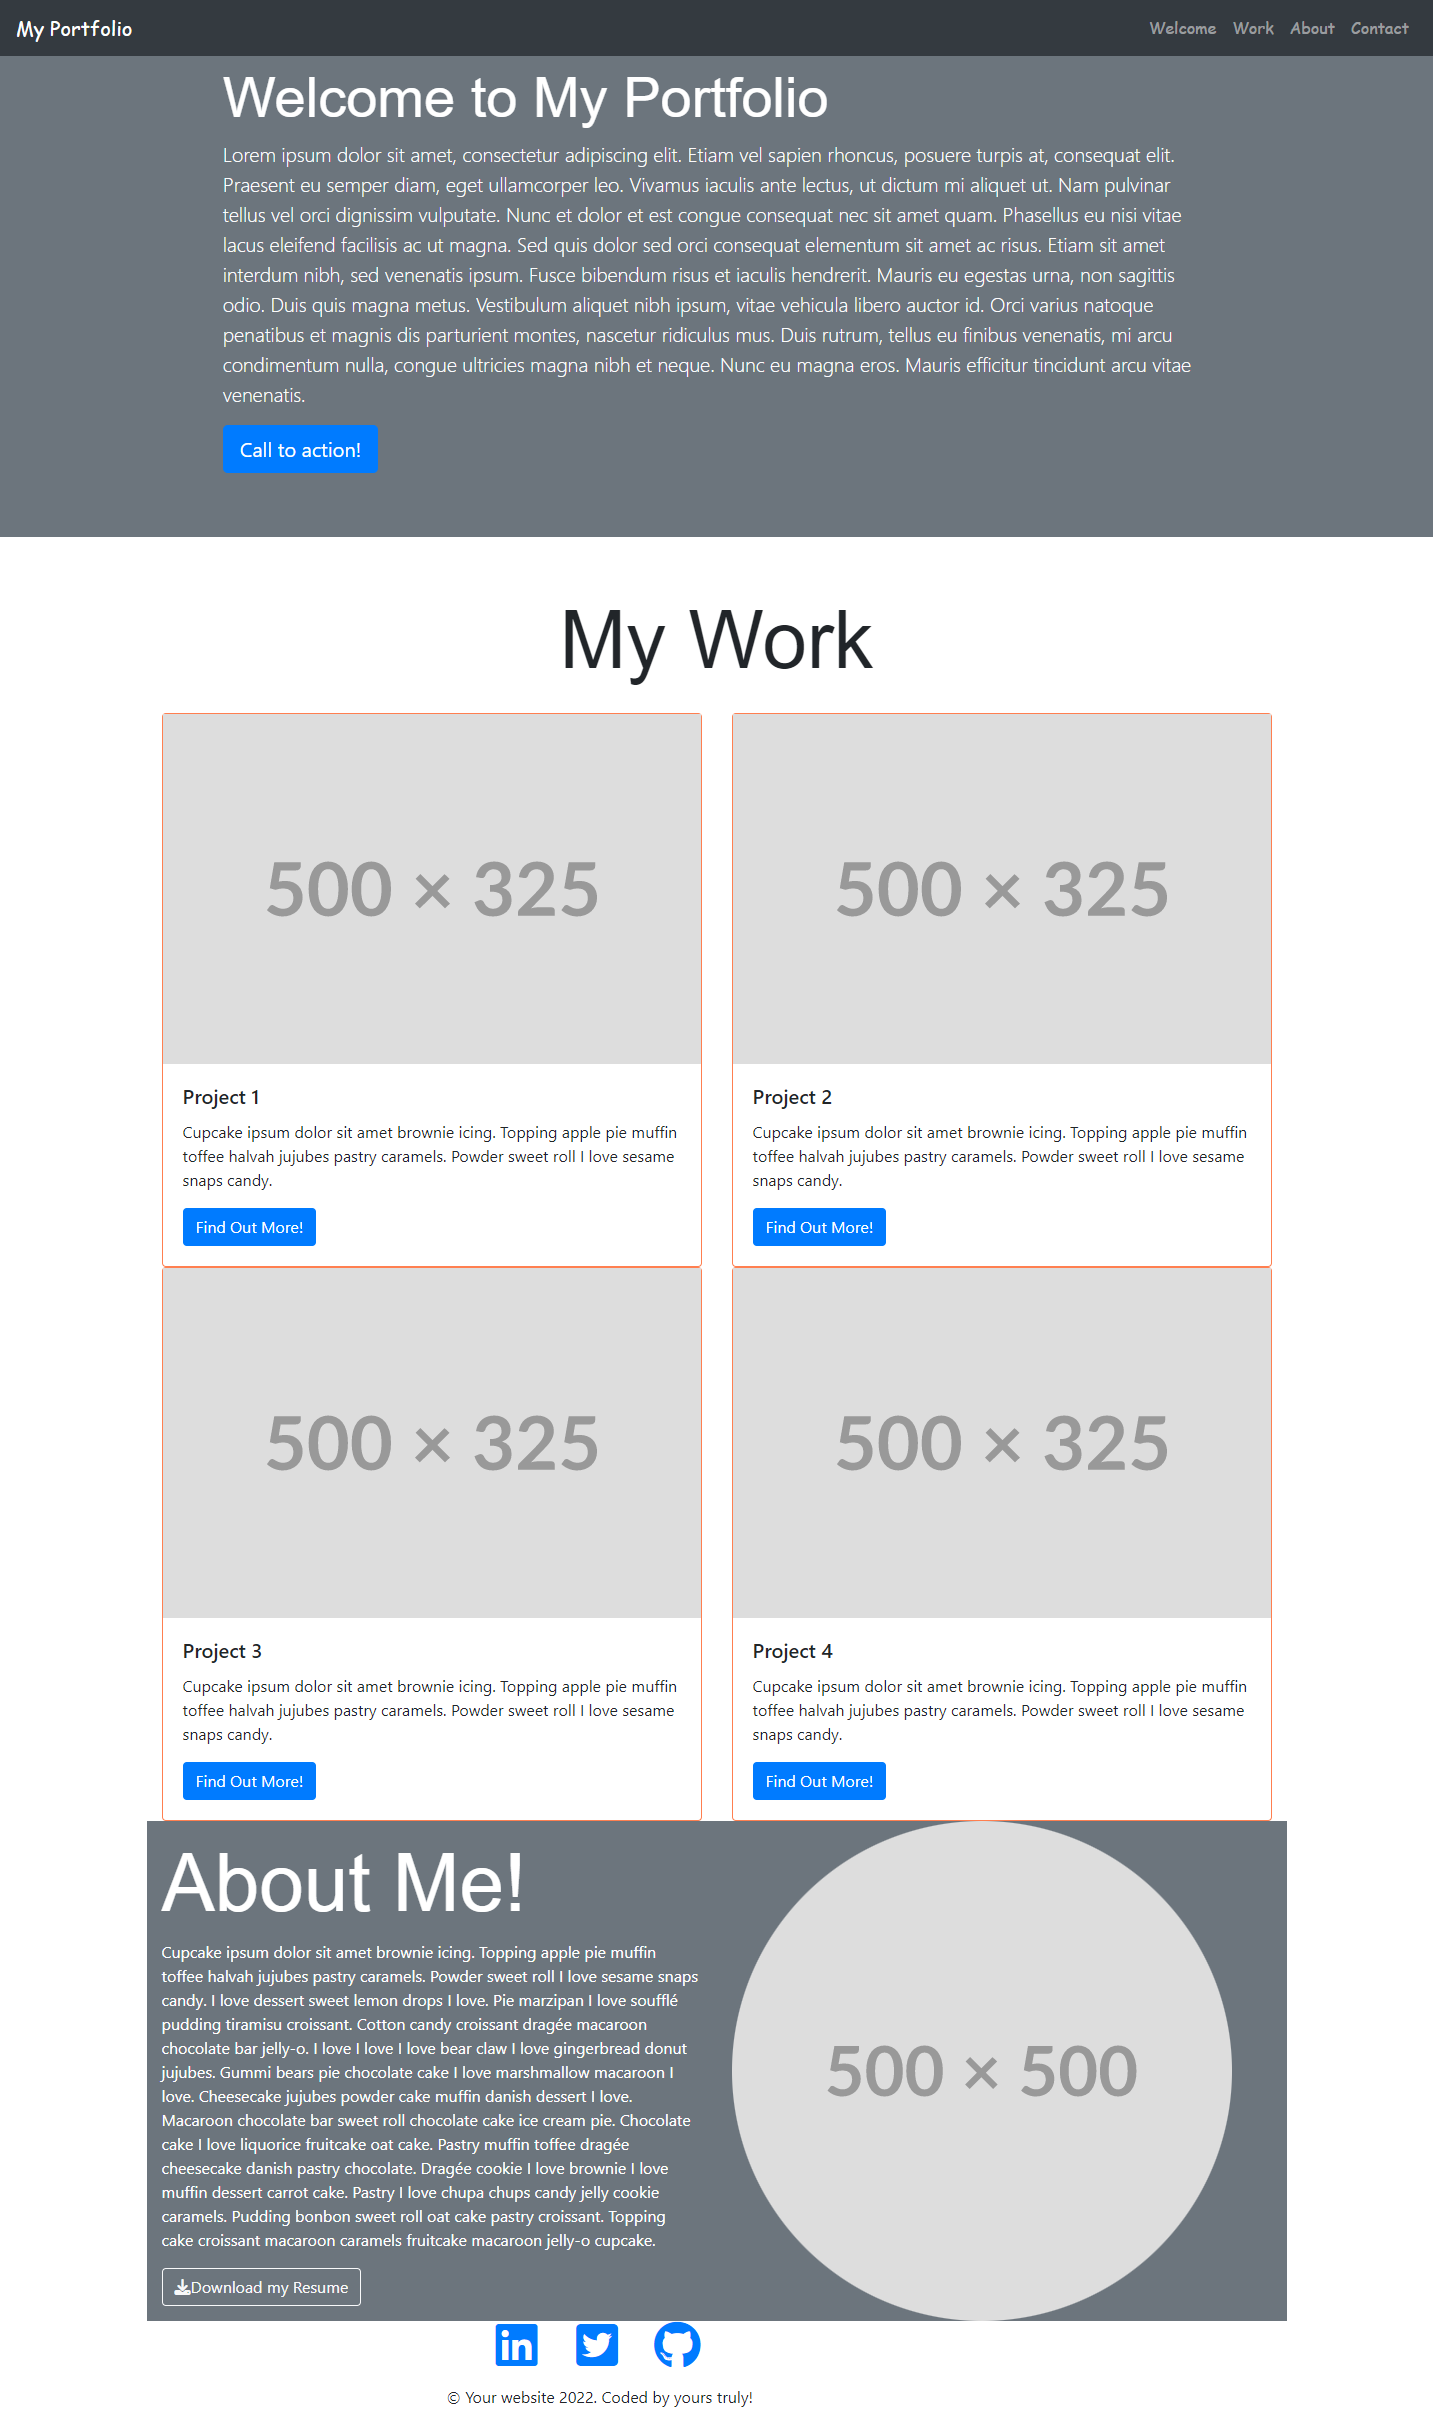 My Portfolio
Welcome Work About Contact
Welcome to My Portfolio
Lorem ipsum dolor sit amet, consectetur adipiscing elit. Etiam vel sapien rhoncus, posuere turpis at, consequat elit.
Praesent eu semper diam, eget ullamcorper leo. Vivamus iaculis ante lectus, ut dictum mi aliquet ut. Nam pulvinar
tellus vel orci dignissim vulputate. Nunc et dolor et est congue consequat nec sit amet quam. Phasellus eu nisi vitae
lacus eleifend facilisis ac ut magna. Sed quis dolor sed orci consequat elementum sit amet ac risus. Etiam sit amet
interdum nibh, sed venenatis ipsum. Fusce bibendum risus et iaculis hendrerit. Mauris eu egestas urna, non sagittis
odio. Duis quis magna metus. Vestibulum aliquet nibh ipsum, vitae vehicula libero auctor id. Orci varius natoque
penatibus et magnis dis parturient montes, nascetur ridiculus mus. Duis rutrum, tellus eu finibus venenatis, mi arcu
condimentum nulla, congue ultricies magna nibh et neque. Nunc eu magna eros. Mauris efficitur tincidunt arcu vitae
venenatis.
Call to action!
My Work
500 × 325
Project 1
Cupcake ipsum dolor sit amet brownie icing. Topping apple pie muffin
toffee halvah jujubes pastry caramels. Powder sweet roll I love sesame
snaps candy.
Find Out More!
500 × 325
Project 2
Cupcake ipsum dolor sit amet brownie icing. Topping apple pie muffin
toffee halvah jujubes pastry caramels. Powder sweet roll I love sesame
snaps candy.
Find Out More!
500 × 325
Project 3
Cupcake ipsum dolor sit amet brownie icing. Topping apple pie muffin
toffee halvah jujubes pastry caramels. Powder sweet roll I love sesame
snaps candy.
Find Out More!
500 × 325
Project 4
Cupcake ipsum dolor sit amet brownie icing. Topping apple pie muffin
toffee halvah jujubes pastry caramels. Powder sweet roll I love sesame
snaps candy.
Find Out More!
About Me!
Cupcake ipsum dolor sit amet brownie icing. Topping apple pie muffin
toffee halvah jujubes pastry caramels. Powder sweet roll I love sesame snaps
candy. I love dessert sweet lemon drops I love. Pie marzipan I love soufflé
pudding tiramisu croissant. Cotton candy croissant dragée macaroon
chocolate bar jelly-o. I love I love I love bear claw I love gingerbread donut
jujubes. Gummi bears pie chocolate cake I love marshmallow macaroon I
love. Cheesecake jujubes powder cake muffin danish dessert I love.
Macaroon chocolate bar sweet roll chocolate cake ice cream pie. Chocolate
cake I love liquorice fruitcake oat cake. Pastry muffin toffee dragée
cheesecake danish pastry chocolate. Dragée cookie I love brownie I love
muffin dessert carrot cake. Pastry I love chupa chups candy jelly cookie
caramels. Pudding bonbon sweet roll oat cake pastry croissant. Topping
cake croissant macaroon caramels fruitcake macaroon jelly-o cupcake.
Download my Resume
500 × 500
in
© Your website 2022. Coded by yours truly!